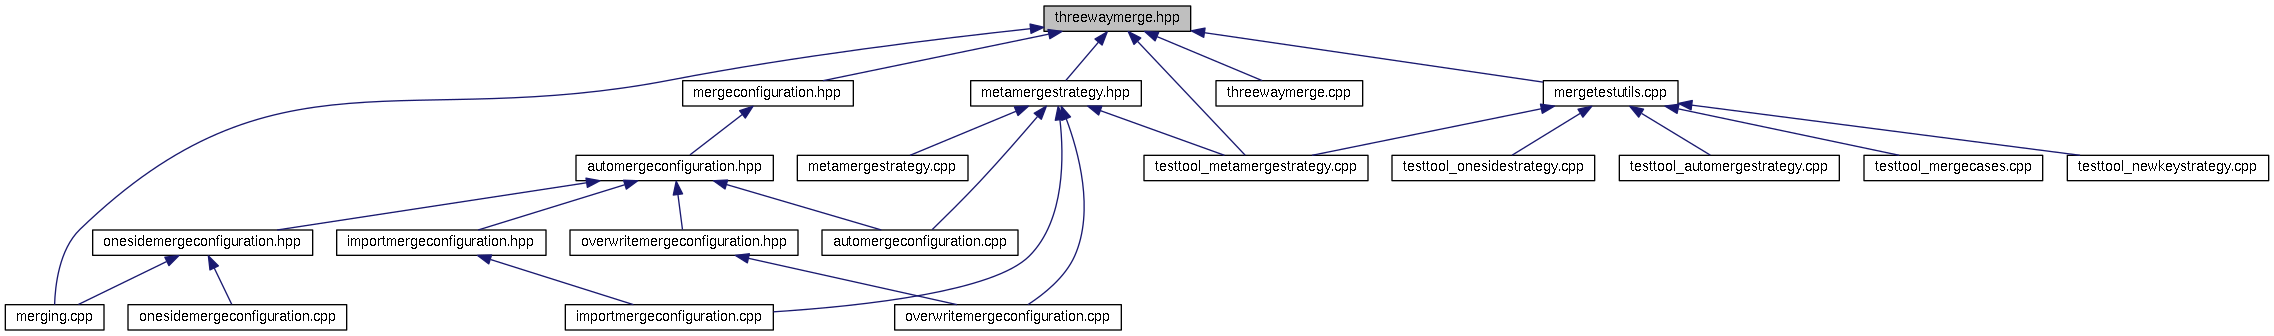 threewaymerge.hpp
mergeconfiguration.hpp
metamergestrategy.hpp
threewaymerge.cpp
mergetestutils.cpp
automergeconfiguration.hpp
metamergestrategy.cpp
testtool_metamergestrategy.cpp
testtool_onesidestrategy.cpp
testtool_automergestrategy.cpp
testtool_mergecases.cpp
testtool_newkeystrategy.cpp
onesidemergeconfiguration.hpp
importmergeconfiguration.hpp
overwritemergeconfiguration.hpp
automergeconfiguration.cpp
merging.cpp
onesidemergeconfiguration.cpp
importmergeconfiguration.cpp
overwritemergeconfiguration.cpp